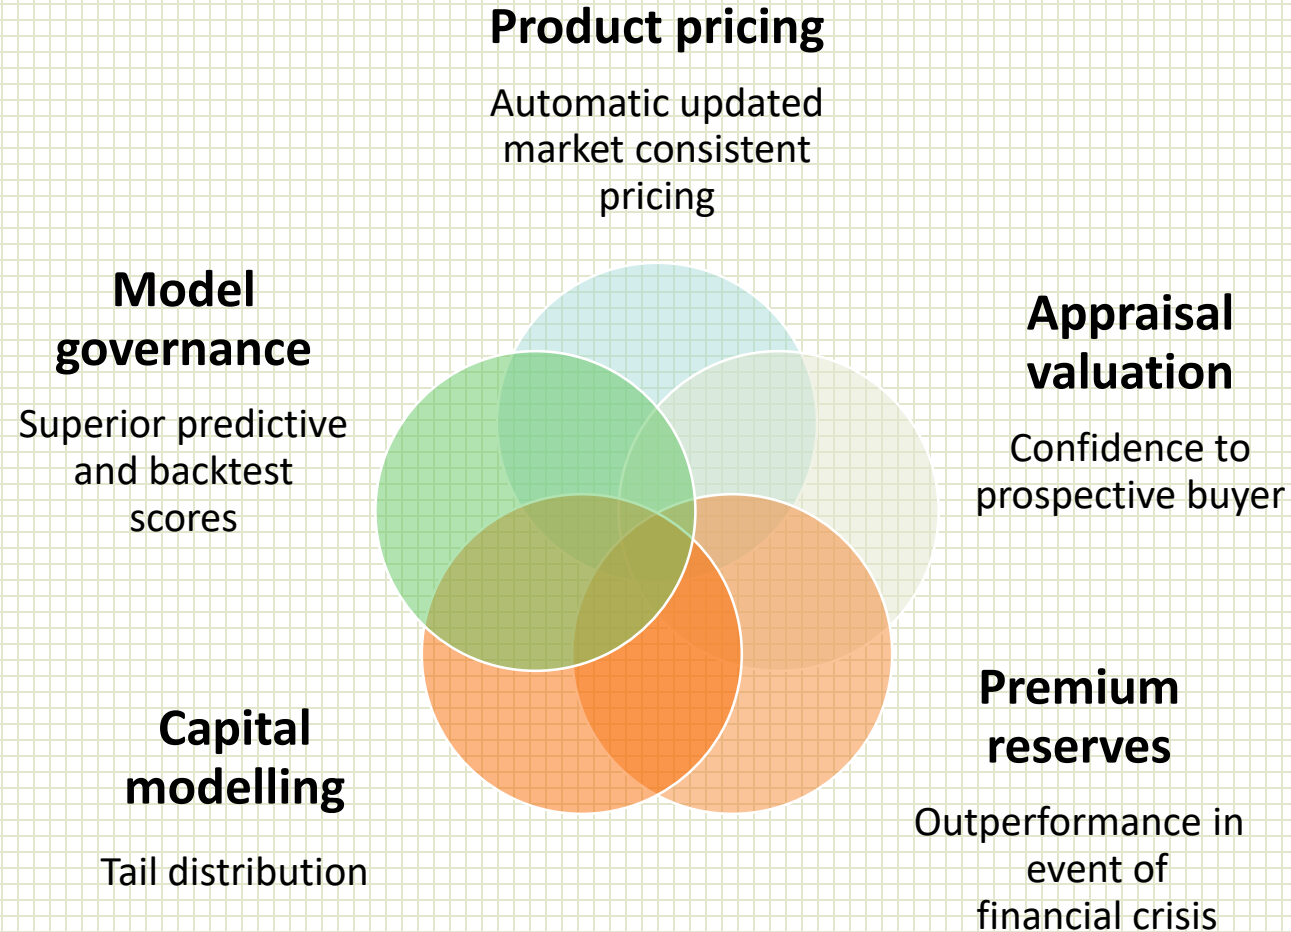 Product pricing
Automatic updated
market consistent
pricing
Model
governance
Superior predictive
and backtest
scores
Appraisal
valuation
Confidence to
prospective buyer
Capital
modelling
Tail distribution
Premium
reserves
Outperformance in
event of
financial crisis